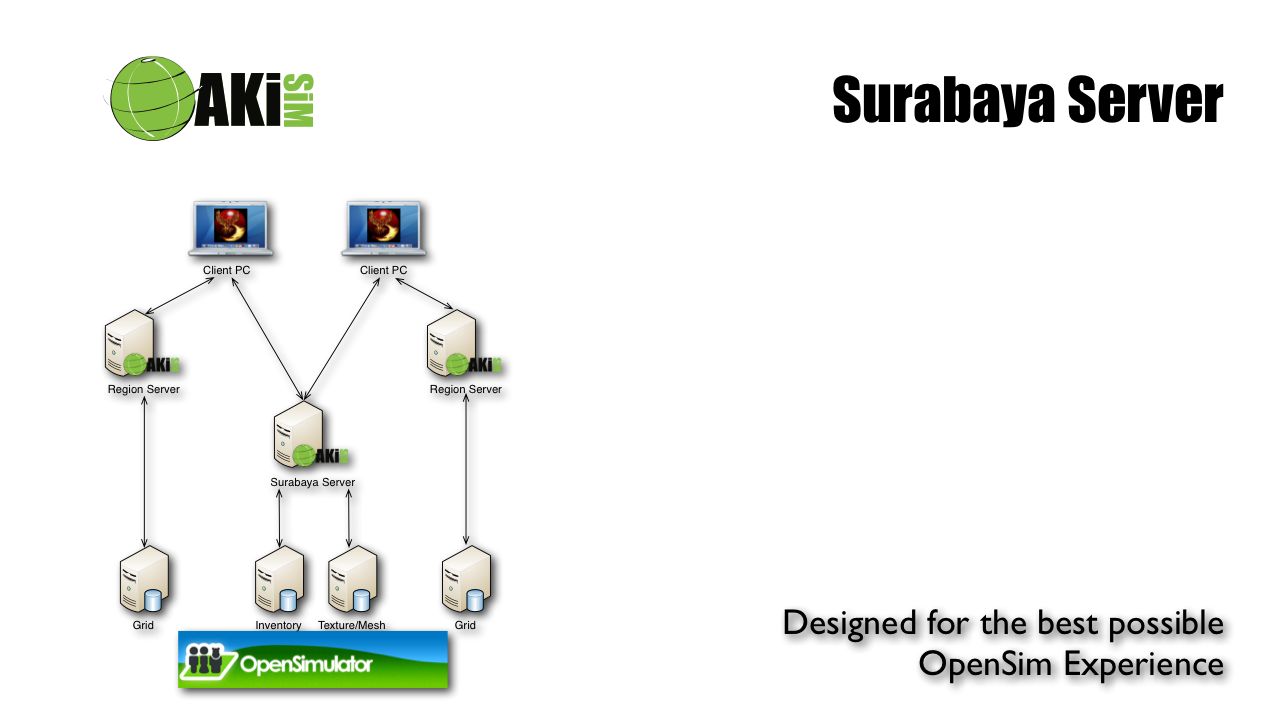 AKi SiM
Surabaya Server
Client PC
Client PC
AKi
AKi
Region Server
Region Server
AKi
Surabaya Server
Grid
Inventory
Texture/Mesh
Grid
OpenSimulator
Designed for the best possible
OpenSim Experience